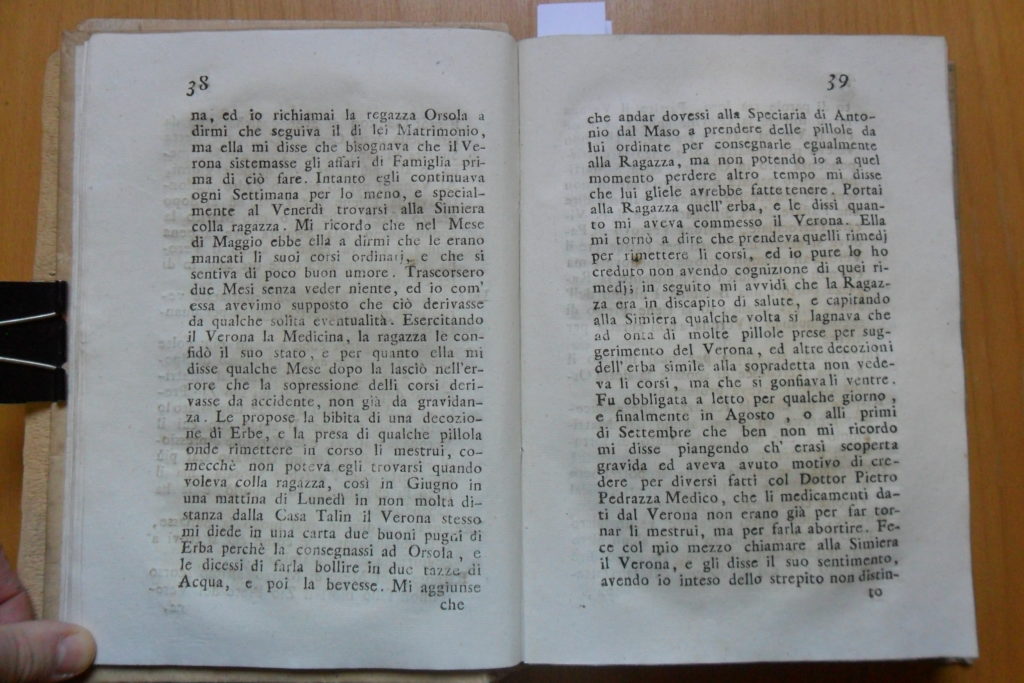 38
na, ed io richiamai la regazza Orsola a
dirmi che seguiva il di lei Matrimonio,
ma ella mi disse che bisognava che il Ve-
rona sistemasse gli affari di Famiglia pri-
ma di ciò fare. Intanto egli continuava
ogni Settimana per lo meno, e special-
mente al Venerdì trovarsi alla Simiera
colla ragazza. Mi ricordo che nel Mese
di Maggio ebbe ella a dirmi che le erano
mancati li suoi corsi ordinarj, e che si
sentiva di poco buon umore. Trascorsero
due Mesi senza veder niente, ed io com'
essa avevimo supposto che ciò derivasse
da qualche solita eventualità. Esercitando
il Verona la Medicina, la ragazza le con-
fidò il suo stato, e per quanto ella mi
disse qualche Mese dopo la lasciò nell'er-
rore che la sopressione delli corsi deri-
vasse da accidente, non già da gravidan-
za. Le propose la bibita di una decozio-
ne di Erbe, e la presa di qualche pillola
onde rimettere in corso li mestrui, co-
mecchè non poteva egli trovarsi quando
voleva colla ragazza, così in Giugno in
una mattina di Lunedì in non molta di-
stanza dalla Casa Talin il Verona stesso
mi diede in una carta due buoni pugni di
Erba perchè la consegnassi ad Orsola, e
le dicessi di farla bollire in due tazze di
Acqua, e poi la bevesse. Mi aggiunse
che
39
che andar dovessi alla Speciaria di Anto-
nio dal Maso a prendere delle pillole da
lui ordinate per consegnarle egualmente
alla Ragazza, ma non potendo io a quel
momento perdere altro tempo mi disse
che lui gliele avrebbe fatte tenere. Portai
alla Ragazza quell'erba, e le dissi quan-
to mi aveva commesso il Verona. Ella
mi tornò a dire che prendeva quelli rimedj
per rimettere li corsi, ed io pure lo ho
creduto non avendo cognizione di quei ri-
medj; in seguito mi avvidi che la Ragaz-
za era in discapito di salute, e capitando
alla Simiera qualche volta si lagnava che
ad onta di molte pillole prese per sug-
gerimento del Verona, ed altre decozioni
dell'erba simile alla sopradetta non vede-
va li corsi, ma che si gonfiava li ventre.
Fu obbligata a letto per qualche giorno,
e finalmente in Agosto, o alli primi
di Settembre che ben non mi ricordo
mi disse piangendo ch' erasi scoperta
gravida ed aveva avuto motivo di cre-
dere per diversi fatti col Dottor Pietro
Pedrazza Medico, che li medicamenti da-
ti dal Verona non erano già per far tor-
nar li mestrui, ma per farla abortire. Fe-
ce col mio mezzo chiamare alla Simiera
il Verona, e gli disse il suo sentimento,
avendo io inteso dello strepito non distin-
to